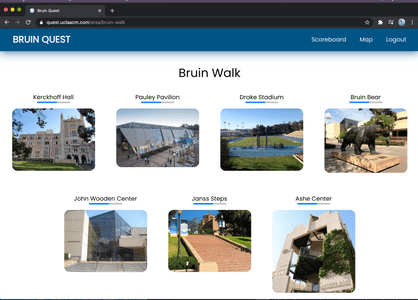 Bruin Quest
quest.uclaacm.com/area/bruin-walk
BRUIN QUEST
Scoreboard
Map
Logout
Bruin Walk
Kerckhoff Hall
Pauley Pavilion
Drake Stadium
Bruin Bear
John Wooden Center
Janss Steps
Ashe Center